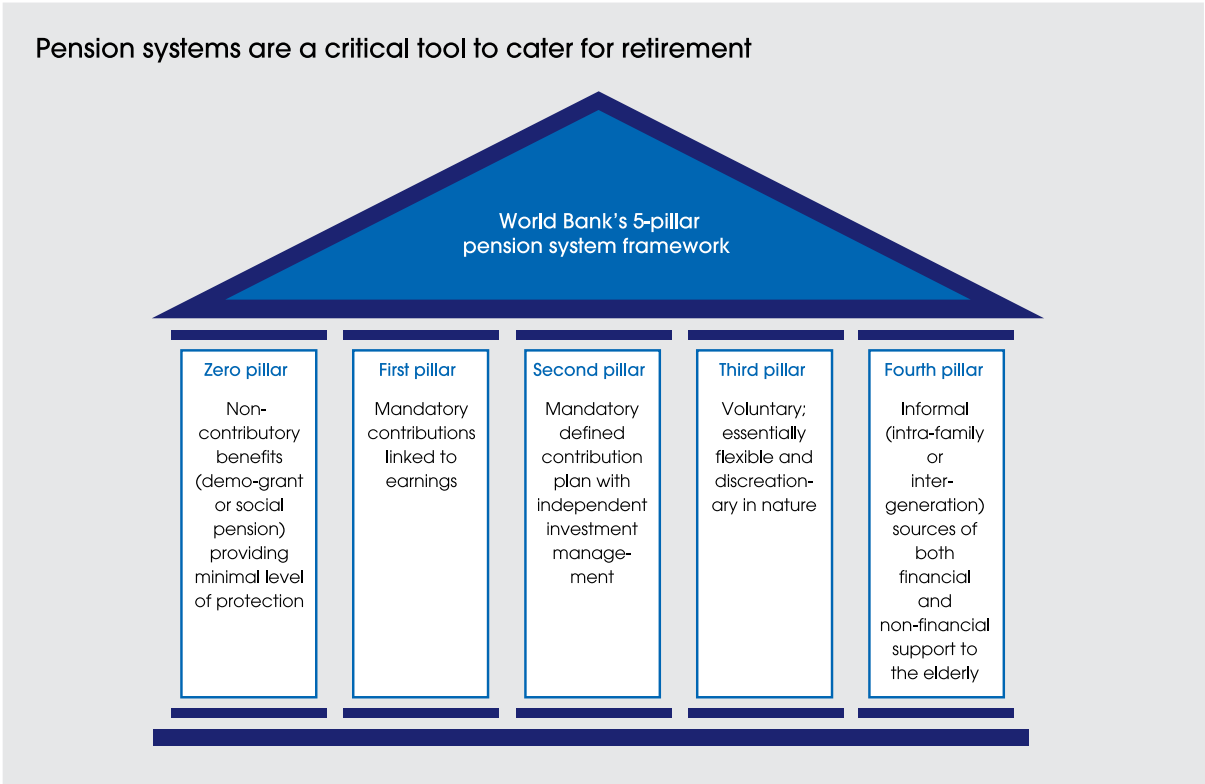 Pension systems are a critical tool to cater for retirement
World Bank's 5-pillar
pension system framework
Zero pillar
Non-
contributory
benefits
(demo-grant
or social
pension)
providing
minimal level
of protection
First pillar
Mandatory
contributions
linked to
earnings
Second pillar
Mandatory
defined
contribution
plan with
independent
investment
manage-
ment
Third pillar
Voluntary;
essentially
flexible and
discreation-
ary in nature
Fourth pillar
Informal
(intra-family
or
inter-
generation)
sources of
both
financial
and
non-financial
support to
the elderly